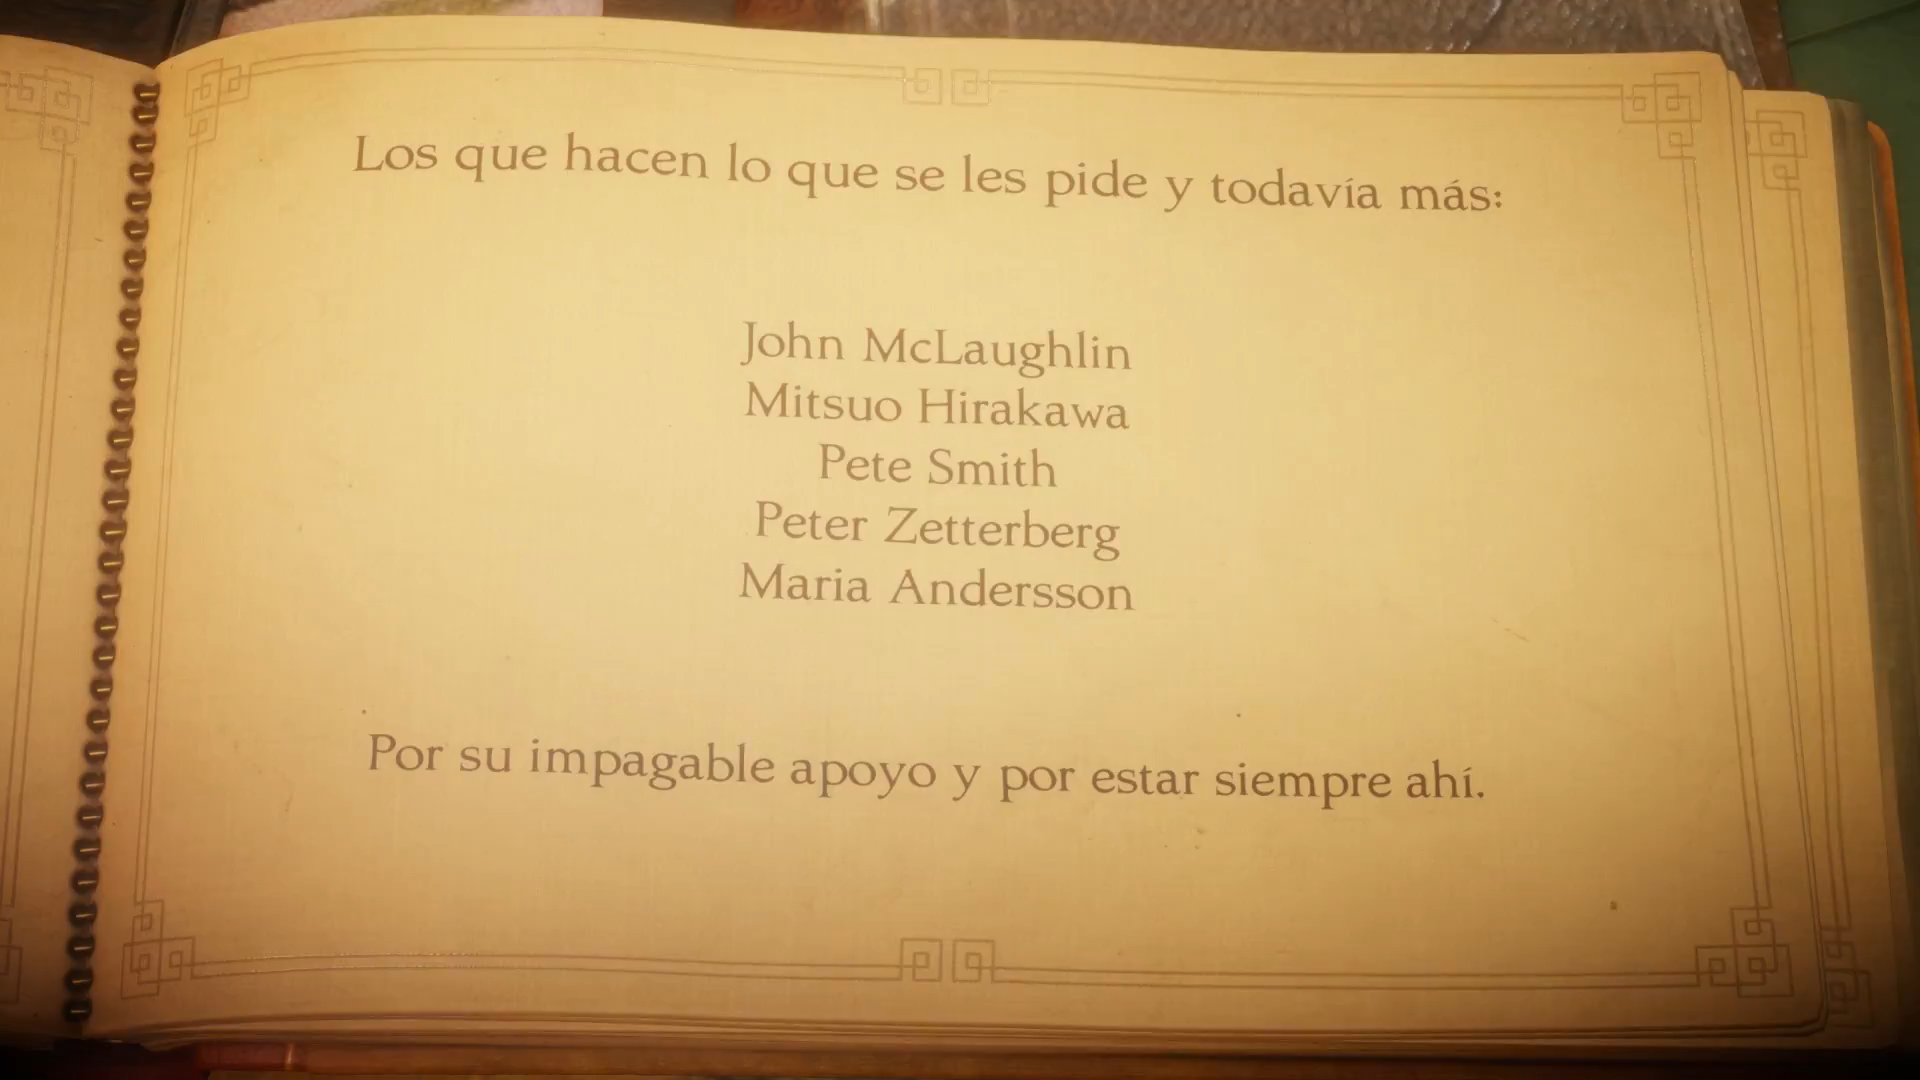 Los que hacen lo que se les pide y todavía más:
John McLaughlin
Mitsuo Hirakawa
Pete Smith
Peter Zetterberg
Maria Andersson
Por su impagable apoyo y por estar siempre ahí.